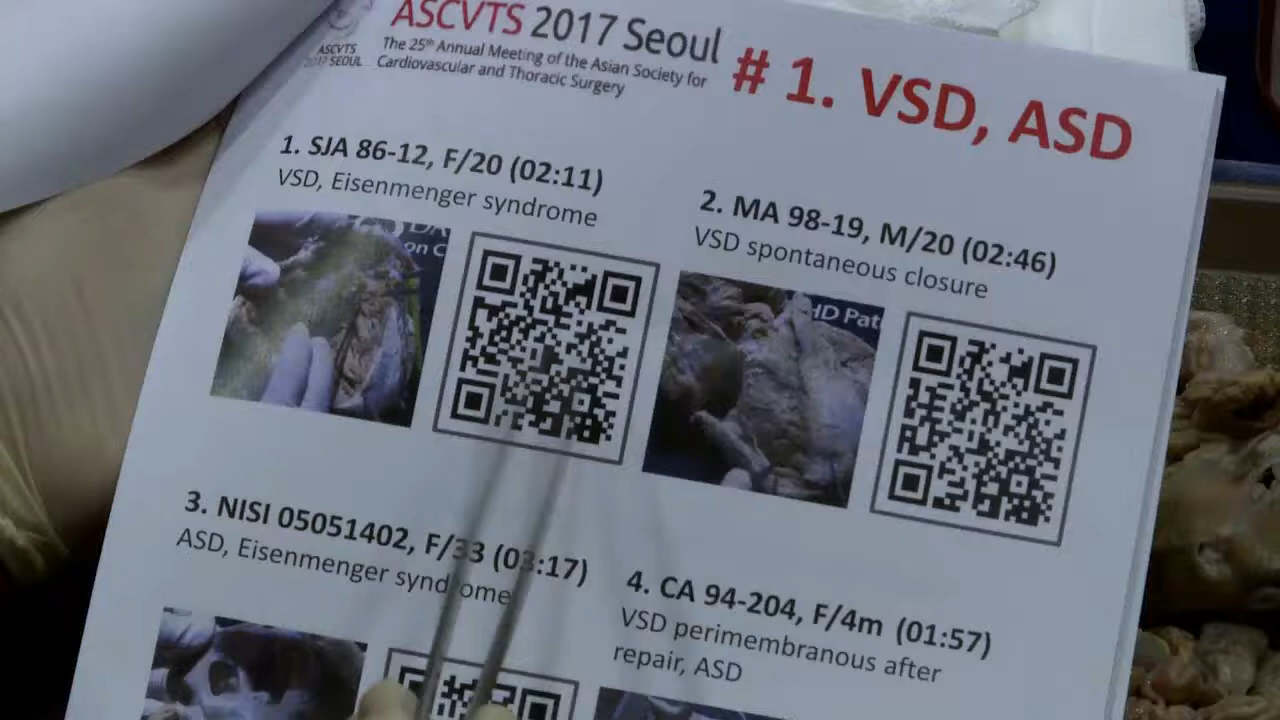 ASCVTS 2017 Seoul
The 25th Annual Meeting of the Asian Society for
Cardiovascular and Thoracic Surgery
ASCVTS
2017 SEOUL
# 1. VSD, ASD
1. SJA 86-12, F/20 (02:11)
VSD, Eisenmenger syndrome
2. MA 98-19, M/20 (02:46)
VSD spontaneous closure
on C
HD Pat
3. NISI 05051402, F/33 (03:17)
ASD, Eisenmenger syndrome
4. CA 94-204, F/4m (01:57)
VSD perimembranous after
repair, ASD